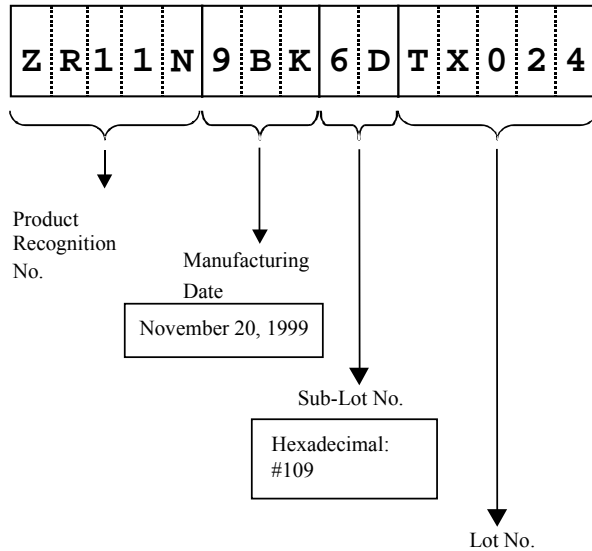 ZR11N9BK6DTX024
Product
Recognition
No.
Manufacturing
Date
November 20, 1999
Sub-Lot No.
Hexadecimal:
#109
Lot No.